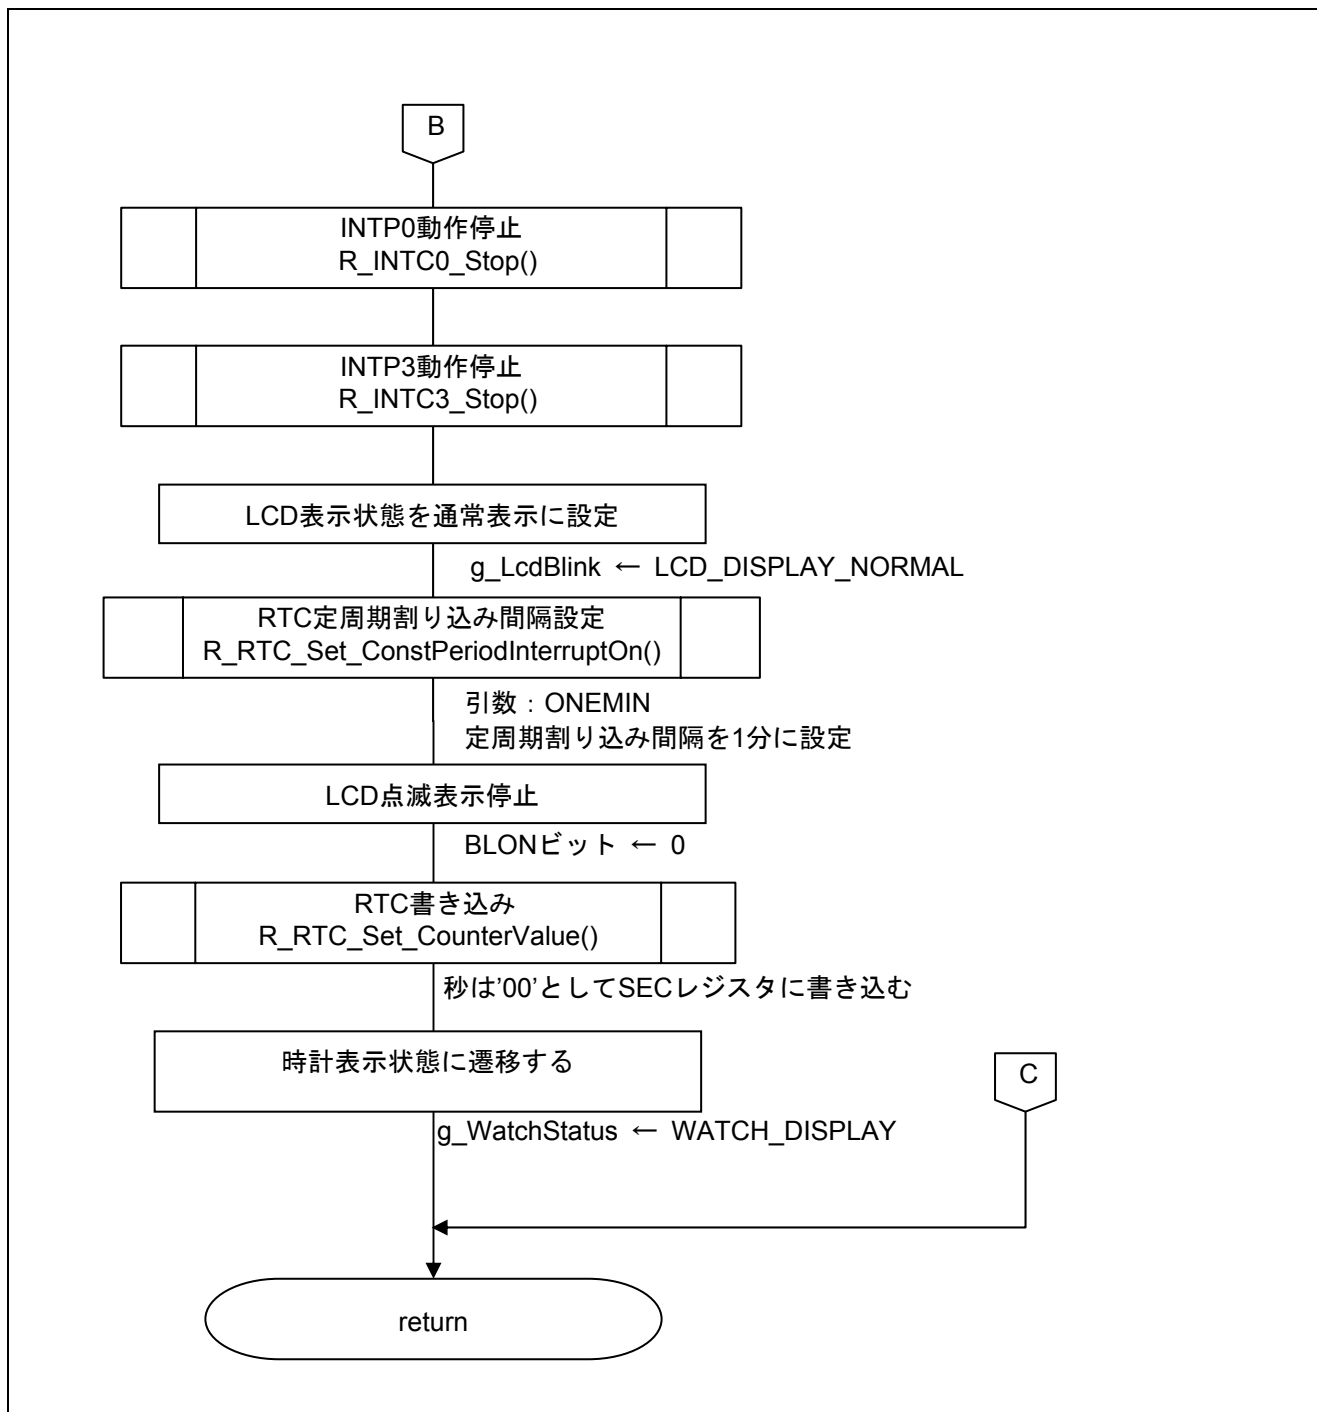 B
INTP0動作停止
R_INTC0_Stop()
INTP3動作停止
R_INTC3_Stop()
LCD表示状態を通常表示に設定
g_LcdBlink ← LCD_DISPLAY_NORMAL
RTC定周期割り込み間隔設定
R_RTC_Set_ConstPeriodInterruptOn()
引数：ONEMIN
定周期割り込み間隔を1分に設定
LCD点滅表示停止
BLONビット ← 0
RTC書き込み
R_RTC_Set_CounterValue()
秒は’00’としてSECレジスタに書き込む
時計表示状態に遷移する
C
g_WatchStatus ← WATCH_DISPLAY
return